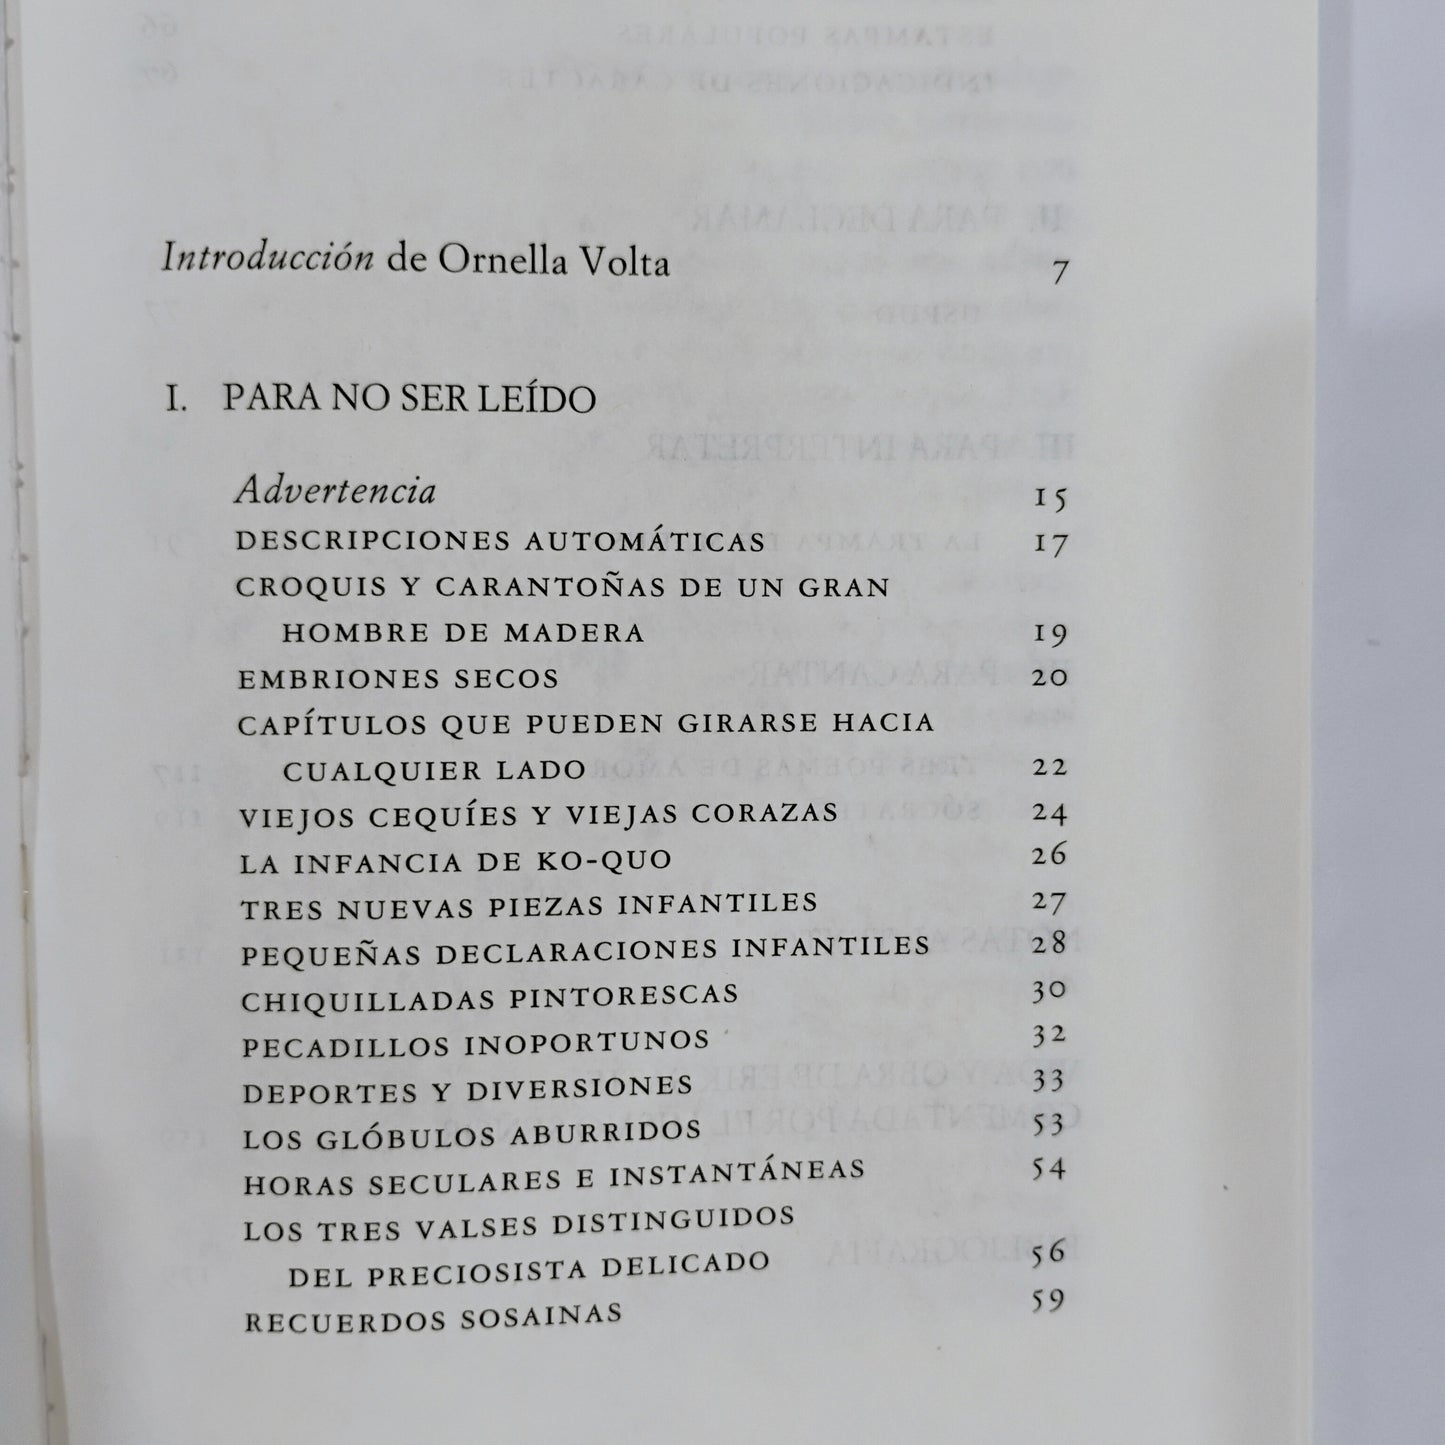 Introducción de Ornella Volta 7
I. PARA NO SER LEÍDO
Advertencia 15
DESCRIPCIONES AUTOMÁTICAS 17
CROQUIS Y CARANTOÑAS DE UN GRAN
HOMBRE DE MADERA 19
EMBRIONES SECOS 20
CAPÍTULOS QUE PUEDEN GIRARSE HACIA
CUALQUIER LADO 22
VIEJOS CEQUÍES Y VIEJAS CORAZAS 24
LA INFANCIA DE KO-QUO 26
TRES NUEVAS PIEZAS INFANTILES 27
PEQUEÑAS DECLARACIONES INFANTILES 28
CHIQUILLADAS PINTORESCAS 30
PECADILLOS INOPORTUNOS 32
DEPORTES Y DIVERSIONES 33
LOS GLÓBULOS ABURRIDOS 53
HORAS SECULARES E INSTANTÁNEAS 54
LOS TRES VALSES DISTINGUIDOS
DEL PRECIOSISTA DELICADO 56
RECUERDOS SOSAINAS 59